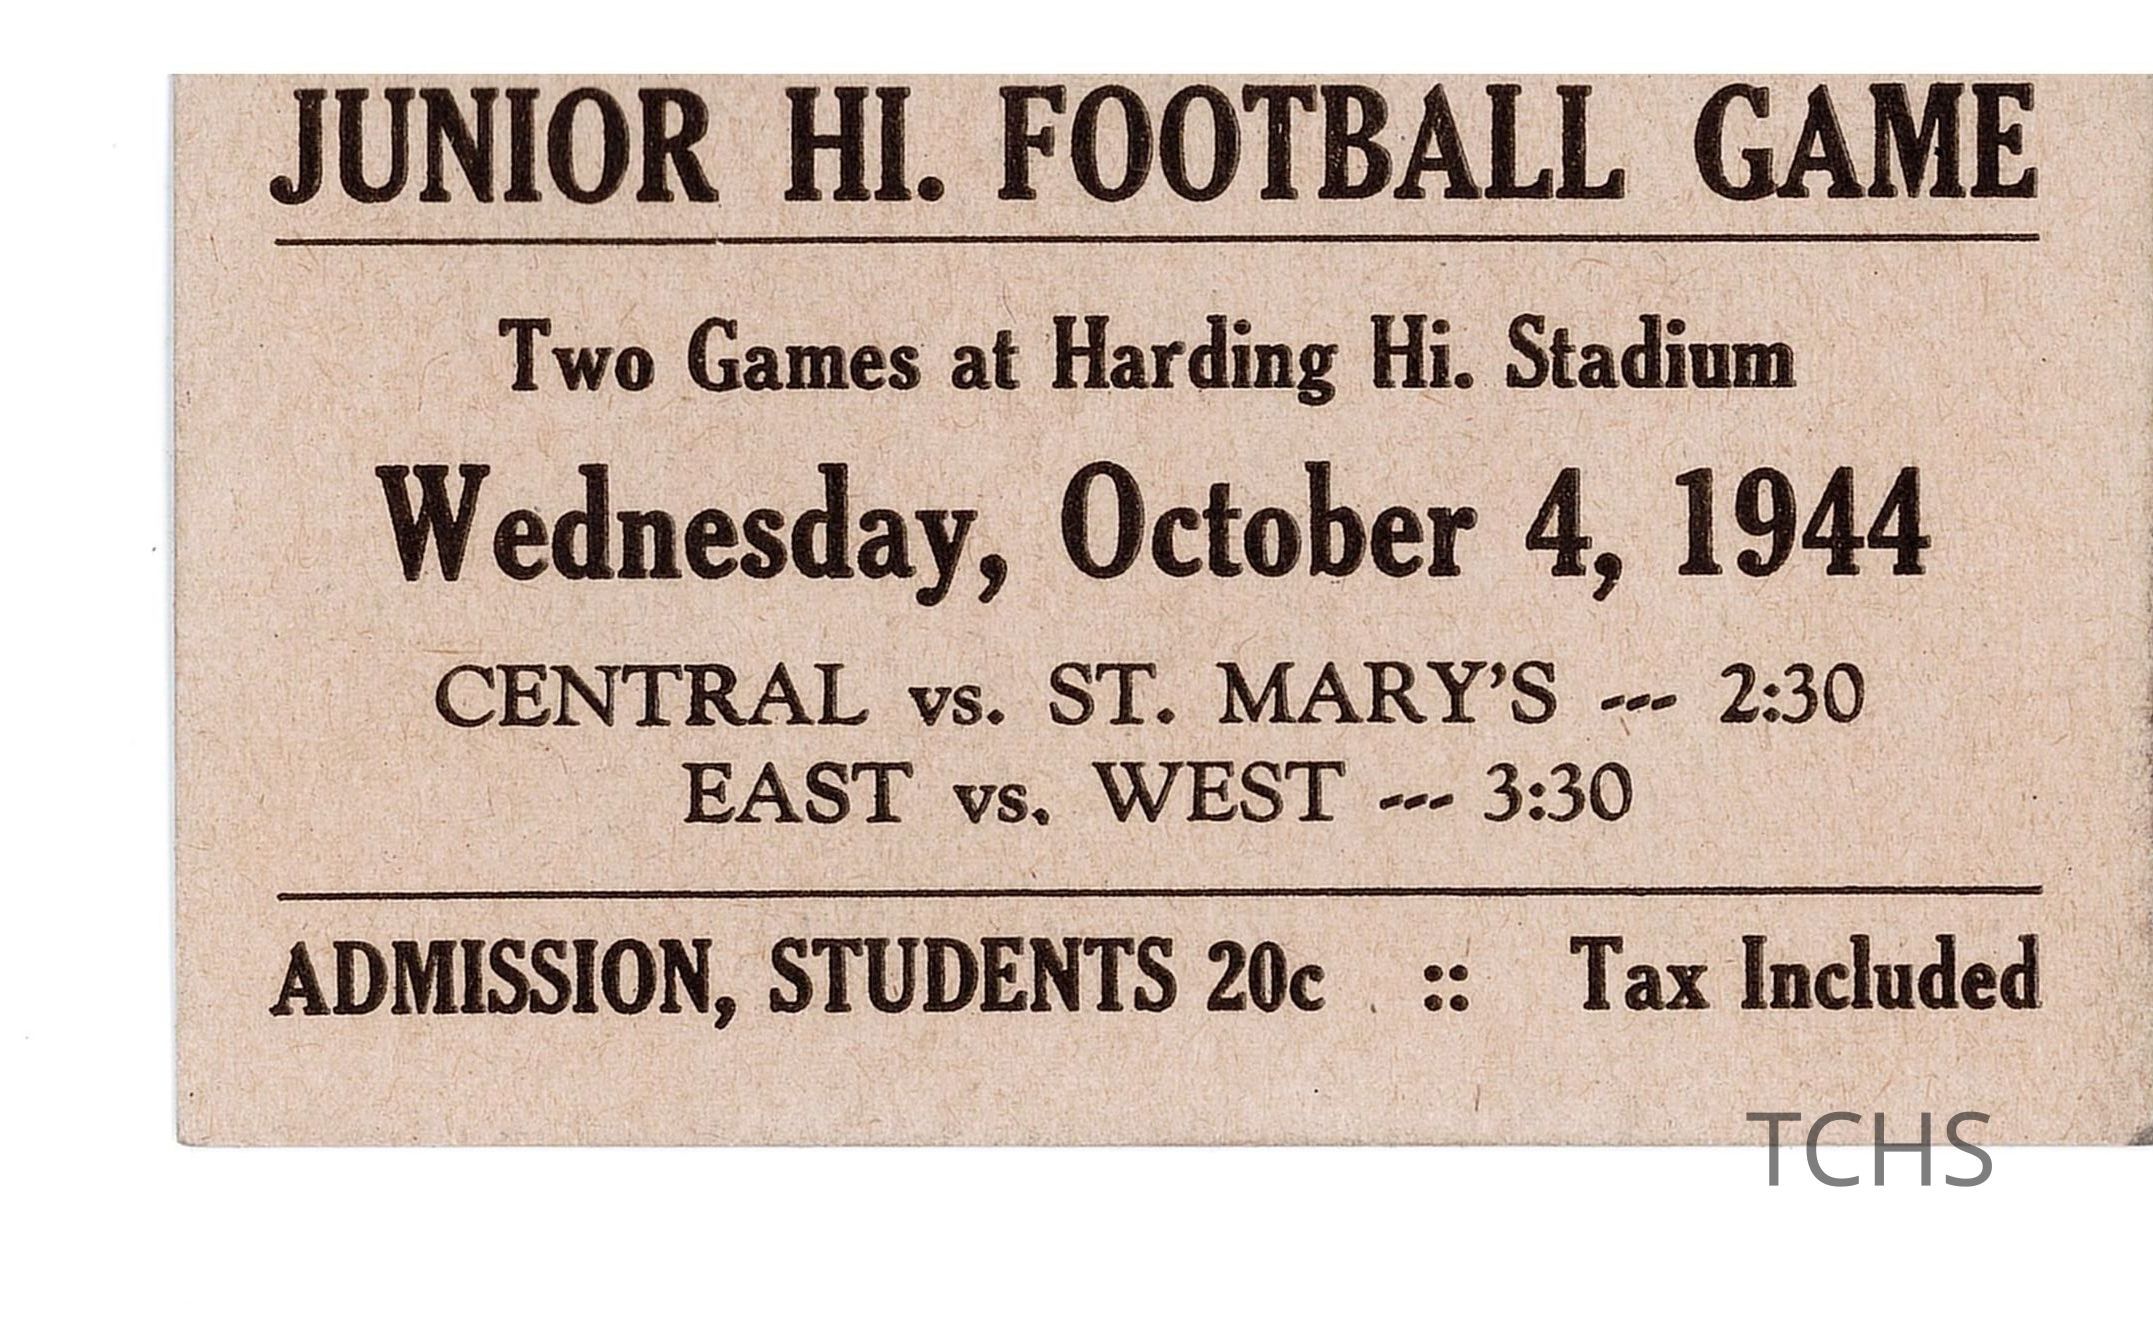 JUNIOR HI. FOOTBALL GAME
Two Games at Harding Hi. Stadium
Wednesday, October 4, 1944
CENTRAL vs. ST. MARY'S --- 2:30
EAST vs. WEST --- 3:30
ADMISSION, STUDENTS 20c :: Tax Included
TCHS